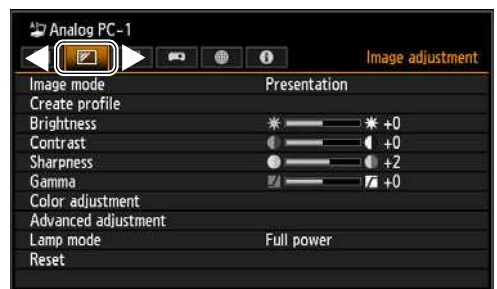 Analog PC-1
Image adjustment
Image mode Presentation
Create profile
Brightness +0
Contrast +0
Sharpness +2
Gamma +0
Color adjustment
Advanced adjustment
Lamp mode Full power
Reset